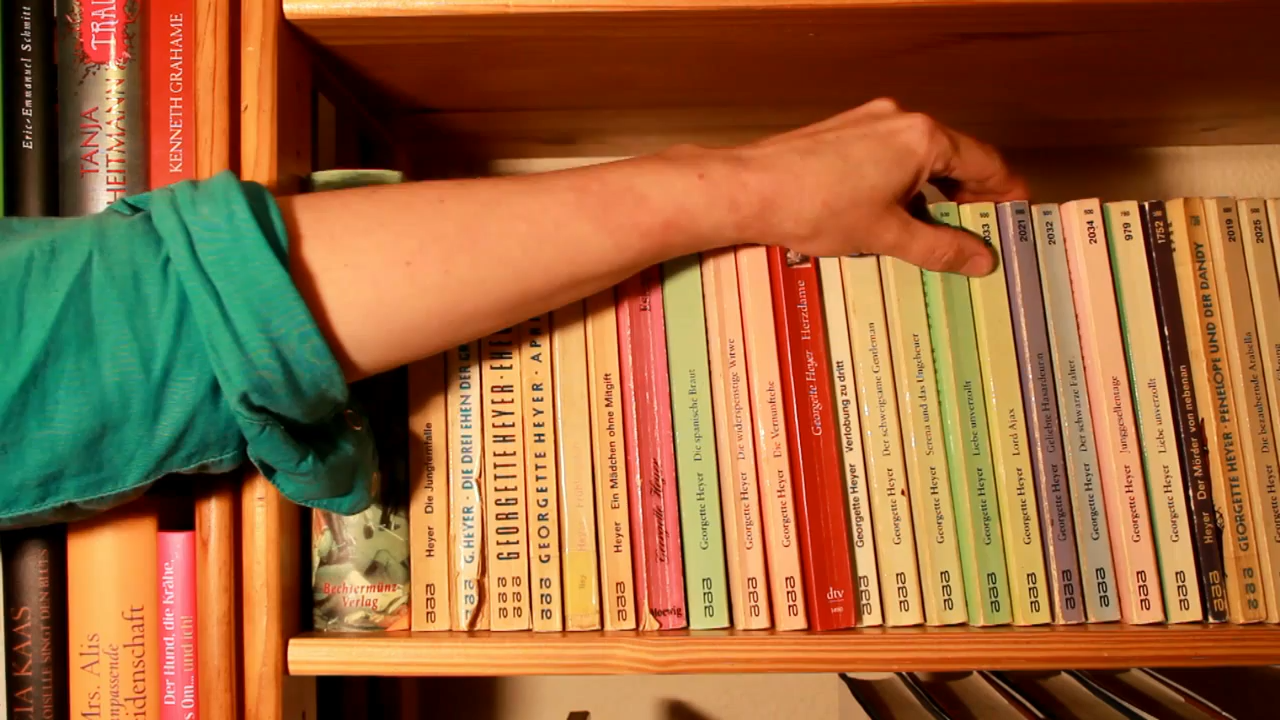 Eric-Emmanuel Schmitt
TANJA
HEITMANN
KENNETH GRAHAME
Mrs. Alis
Der Hund, die Krähe,
und ich!
Bechtermünz
Verlag
Heyer Die Jungfernfalle
G. HEYER · DIE DREI EHEN DER
GEORGETTE HEYER
GEORGETTE HEYER ·
Heyer Ein Mädchen ohne Mitgift
Georgette Heyer
Georgette Heyer Die spanische Braut
Georgette Heyer Die widerspenstige Witwe
Georgette Heyer Die Vernunftehe
Georgette Heyer Herzdame
dtv
Georgette Heyer Verlobung zu dritt
Georgette Heyer Der schweigsame Gentleman
Georgette Heyer Serena und das Ungeheuer
Georgette Heyer Liebe unverzollt
Georgette Heyer Lord Ajax
2021
Georgette Heyer Geliebte Hasardeurin
2032
Georgette Heyer Der schwarze Falter
2034
Georgette Heyer Junggesellentage
979
Georgette Heyer Liebe unverzollt
1752
Heyer Der Mörder von nebenan
GEORGETTE HEYER · PENELOPE UND DER DANDY
2019
Georgette Heyer Die bezaubernde Arabella
2025